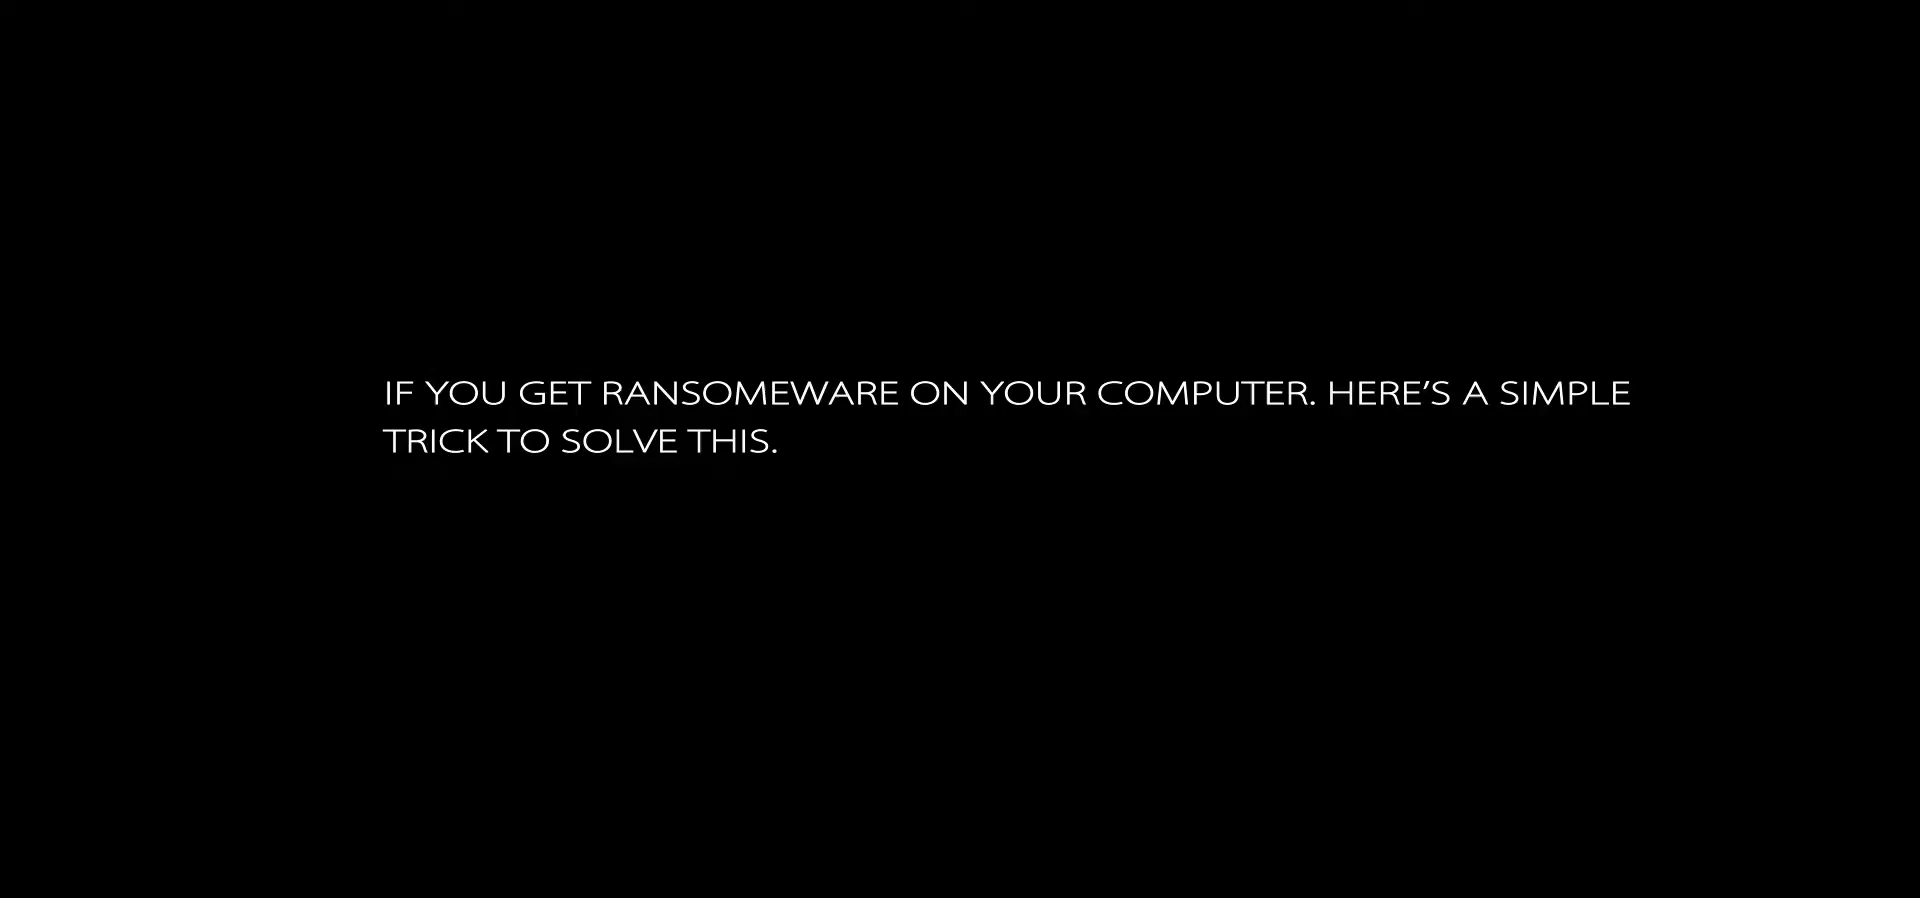 IF YOU GET RANSOMEWARE ON YOUR COMPUTER. HERE’S A SIMPLE
TRICK TO SOLVE THIS.